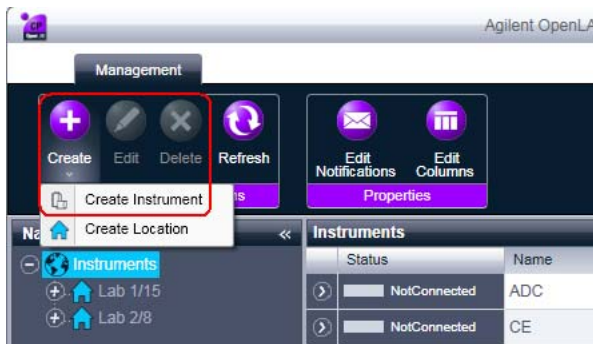 CP
Agilent OpenLA
Management
Create Edit Delete Refresh
Edit Notifications
Edit Columns
Create Instrument
Properties
Create Location
Instruments
Instruments
Status Name
Lab 1/15
NotConnected ADC
Lab 2/8
NotConnected CE